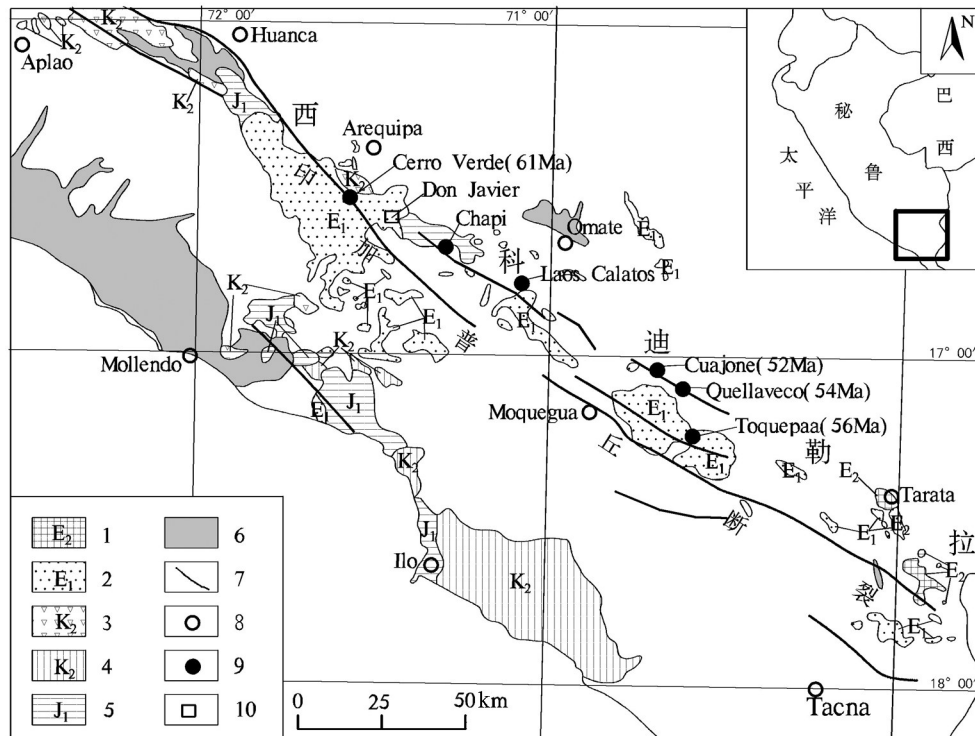 72°00′
71°00′
N
K₂
K₂
Huanca
Aplao
K₂
J₁
西
Arequipa
印
K₂
Cerro Verde(61Ma)
Don Javier
E₁
Chapi
加
科
Omate
E₁
Laos Calatos
E₁
K₂
E₁
E₁
E₁
J₁
普
K₂
迪
17°00′
Mollendo
Cuajone(52Ma)
Quellaveco(54Ma)
E₁
J₁
Moquegua
E₁
Toquepaa(56Ma)
丘
E₁
勒
K₂
E₁
E₂
Tarata
断
E₁
E₂
拉
J₁
Ilo
E₂
K₂
裂
E₁
18°00′
Tacna
秘
鲁
巴
西
太
平
洋
E₂ 1
E₁ 2
K₂ 3
K₂ 4
J₁ 5
6
7
8
9
10
0 25 50km